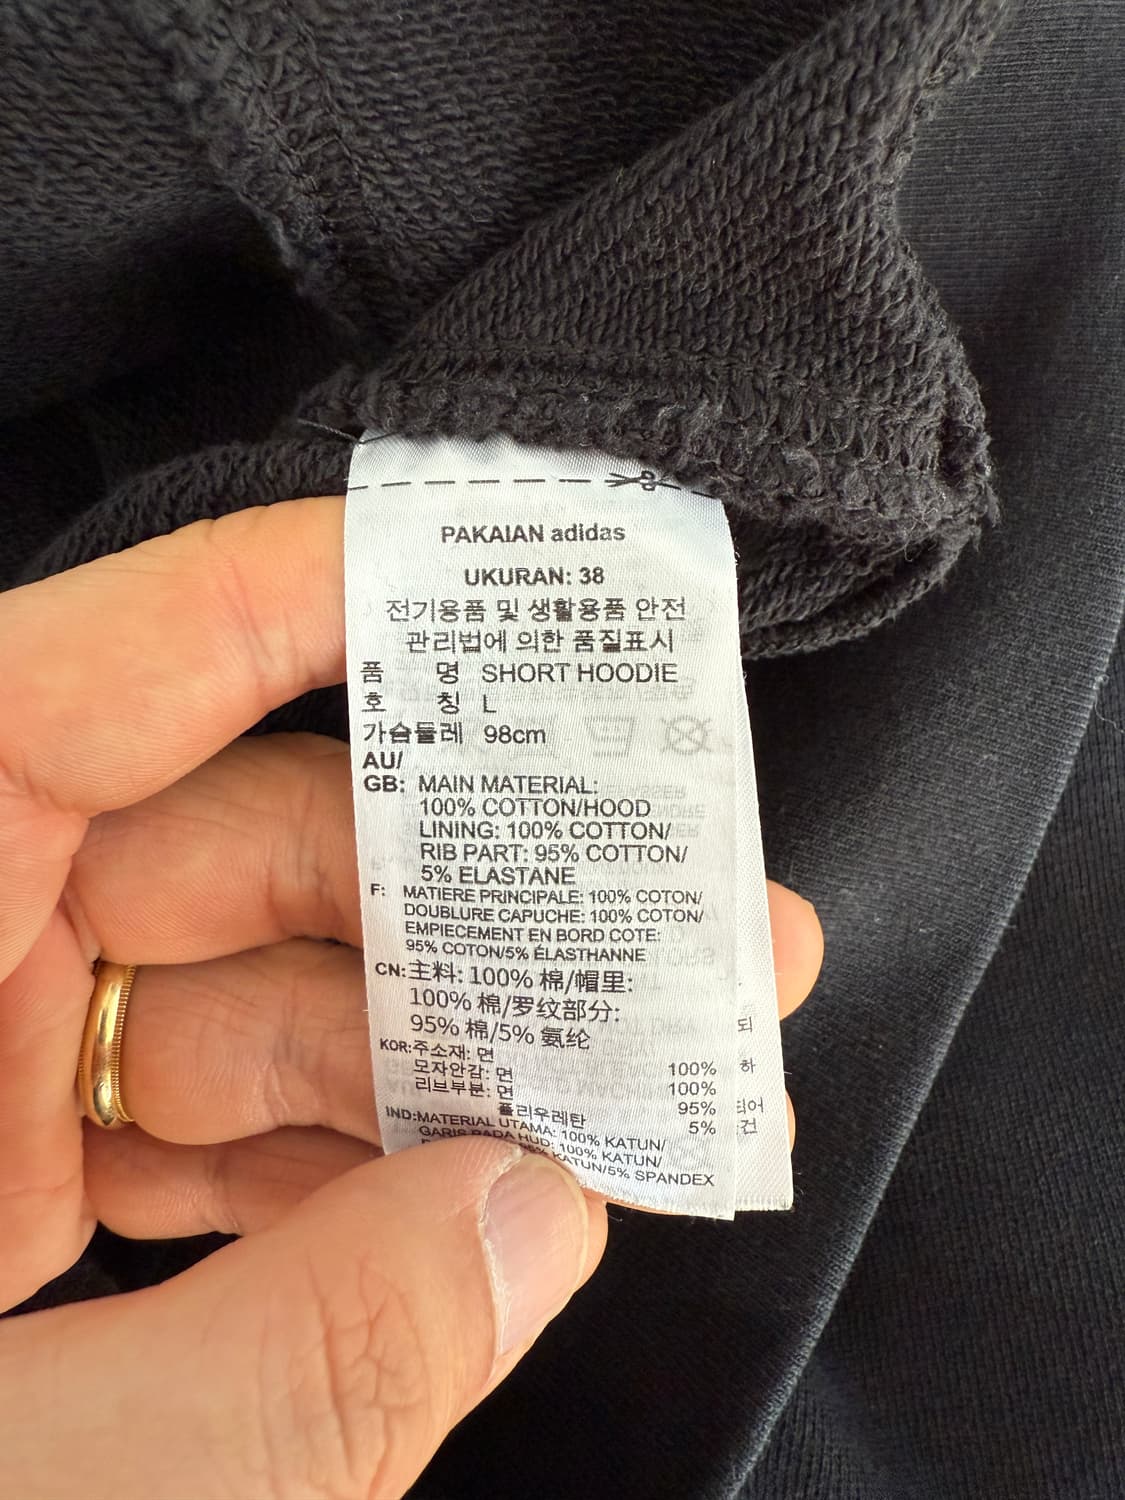 PAKAIAN adidas
UKURAN: 38
전기용품 및 생활용품 안전
관리법에 의한 품질표시
품 명 SHORT HOODIE
호 칭 L
가슴둘레 98cm
AU/
GB: MAIN MATERIAL:
100% COTTON/HOOD
LINING: 100% COTTON/
RIB PART: 95% COTTON/
5% ELASTANE
F: MATIERE PRINCIPALE: 100% COTON/
DOUBLURE CAPUCHE: 100% COTON/
EMPIECEMENT EN BORD COTE:
95% COTON/5% ÉLASTHANNE
CN:主料: 100% 棉/帽里:
100% 棉/罗纹部分:
95% 棉/5% 氨纶
KOR:주소재: 면 100%
모자안감: 면 100%
리브부분: 면 95%
폴리우레탄 5%
IND:MATERIAL UTAMA: 100% KATUN/
GARIS PADA HUD: 100% KATUN/
95% KATUN/5% SPANDEX
되
하
되어
건